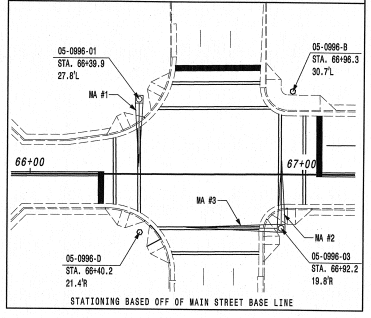 05-0996-01
STA. 66+39.9
27.8'L
05-0996-B
STA. 66+96.3
30.7'L
MA #1
66+00
67+00
MA #3
MA #2
05-0996-D
STA. 66+40.2
21.4'R
05-0996-03
STA. 66+92.2
19.8'R
STATIONING BASED OFF OF MAIN STREET BASE LINE